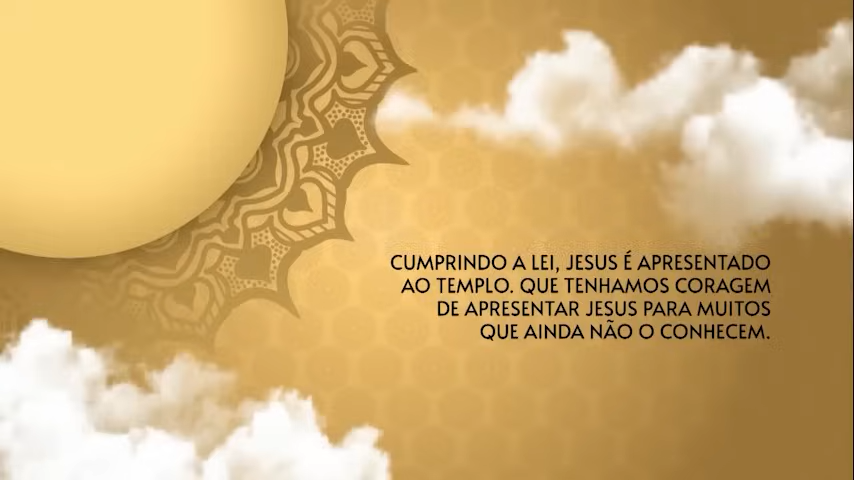 CUMPRINDO A LEI, JESUS É APRESENTADO
AO TEMPLO. QUE TENHAMOS CORAGEM
DE APRESENTAR JESUS PARA MUITOS
QUE AINDA NÃO O CONHECEM.